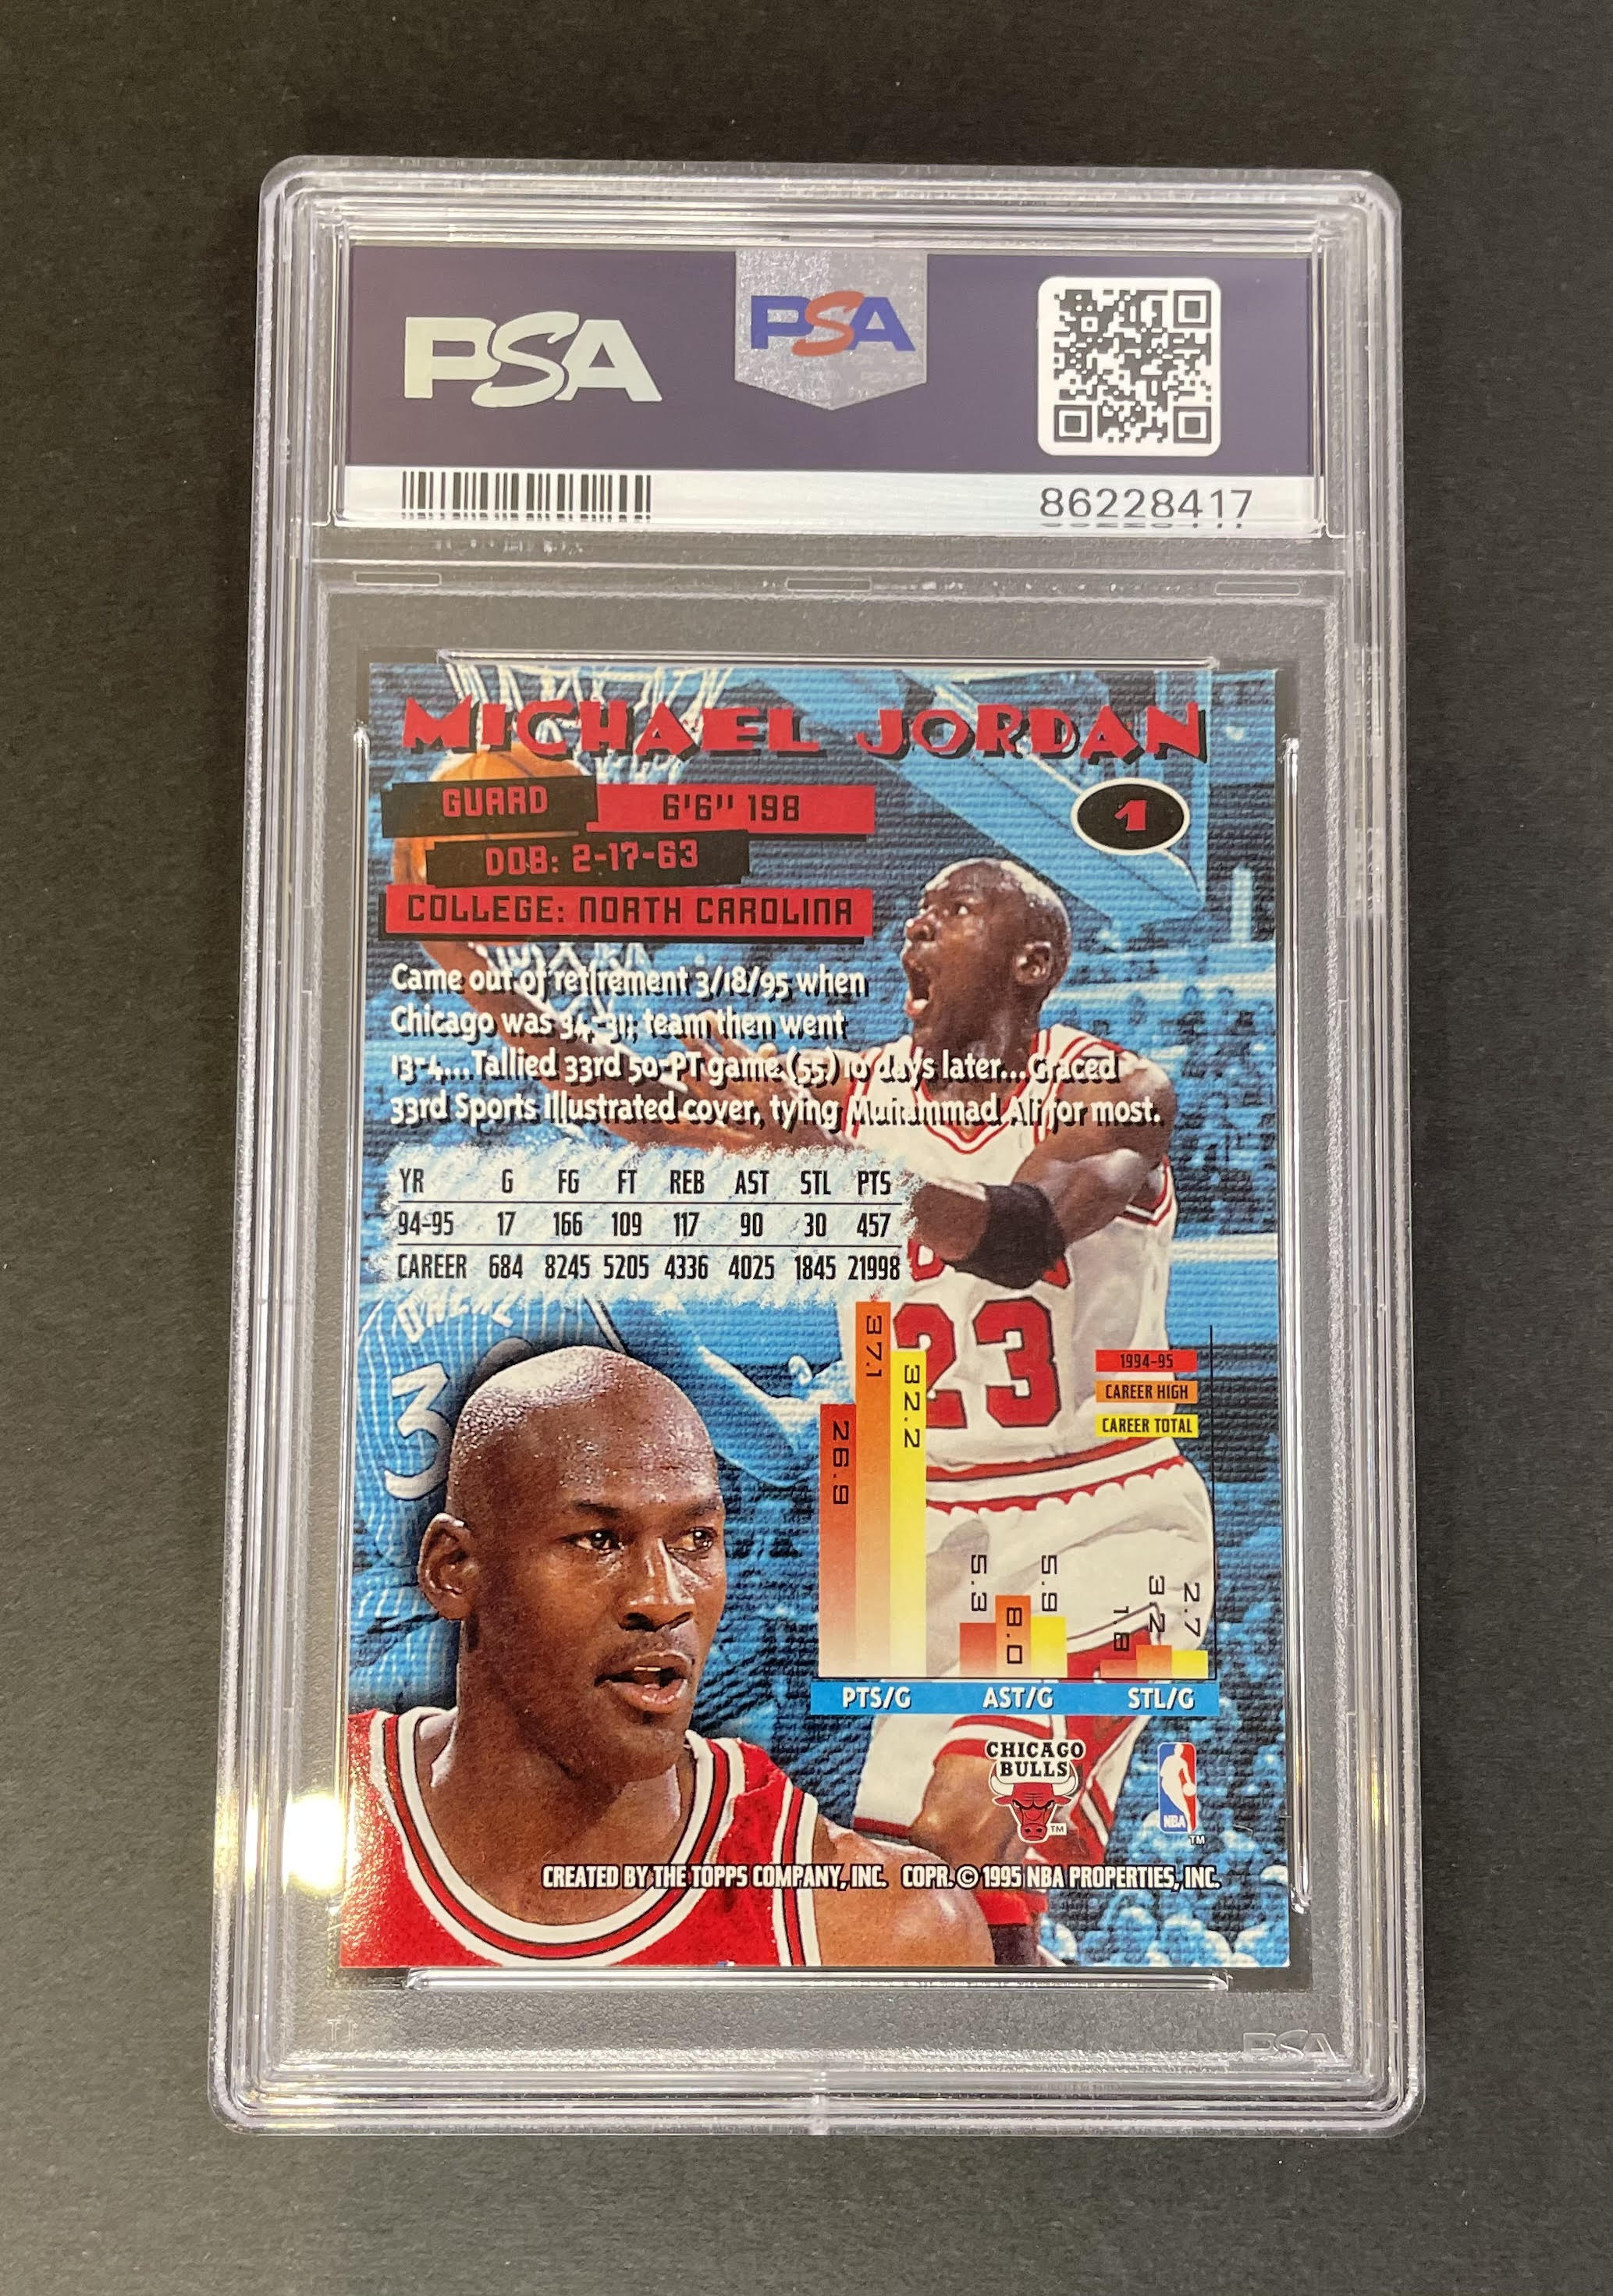 PSA
PSA
86228417
MICHAEL JORDAN
GUARD
6'6" 198
1
DOB: 2-17-63
COLLEGE: NORTH CAROLINA
Came out of retirement 3/18/95 when
Chicago was 34-31; team then went
13-4...Tallied 33rd 50-PT game (55) 10 days later...Graced
33rd Sports Illustrated cover, tying Muhammad Ali for most.
YR G FG FT REB AST STL PTS
94-95 17 166 109 117 90 30 457
CAREER 684 8245 5205 4336 4025 1845 21998
23
3
1994-95
CAREER HIGH
CAREER TOTAL
26.9 37.1 32.2
5.3 8.0 5.9
1.8 3.2 2.7
PTS/G AST/G STL/G
CHICAGO
BULLS
TM
NBA
TM
CREATED BY THE TOPPS COMPANY, INC. COPR. © 1995 NBA PROPERTIES, INC.
PSA